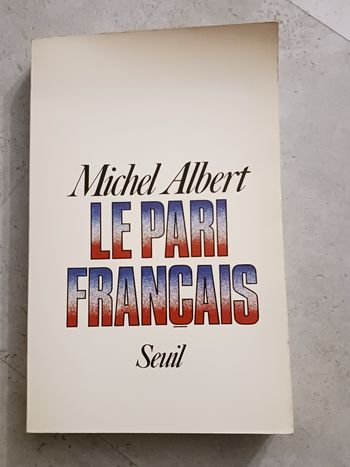 Michel Albert
LE PARI
FRANÇAIS
Seuil